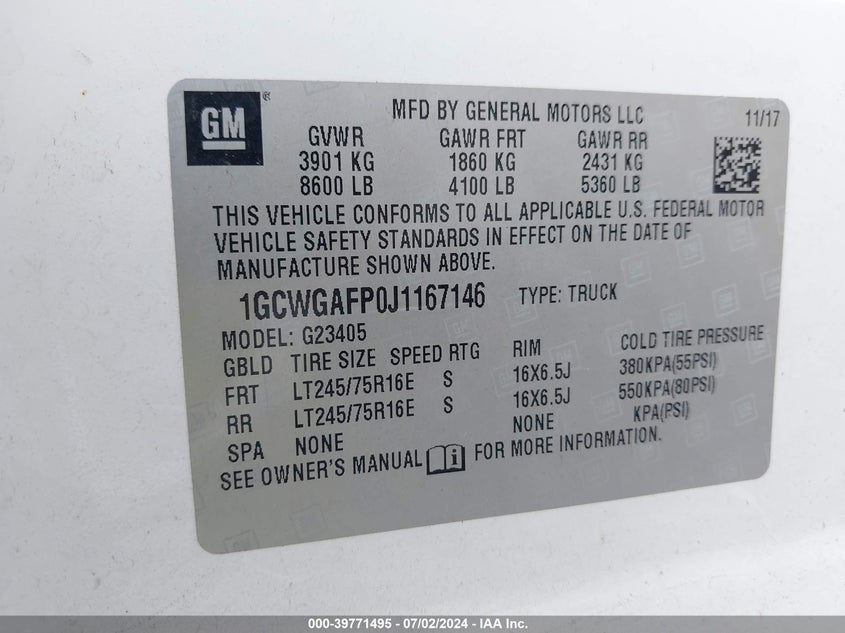 GM ®
MFD BY GENERAL MOTORS LLC 11/17
GVWR GAWR FRT GAWR RR
3901 KG 1860 KG 2431 KG
8600 LB 4100 LB 5360 LB
THIS VEHICLE CONFORMS TO ALL APPLICABLE U.S. FEDERAL MOTOR
VEHICLE SAFETY STANDARDS IN EFFECT ON THE DATE OF
MANUFACTURE SHOWN ABOVE.
1GCWGAFP0J1167146 TYPE: TRUCK
MODEL: G23405
GBLD TIRE SIZE SPEED RTG RIM COLD TIRE PRESSURE
FRT LT245/75R16E S 16X6.5J 380KPA(55PSI)
RR LT245/75R16E S 16X6.5J 550KPA(80PSI)
SPA NONE NONE KPA(PSI)
SEE OWNER'S MANUAL i FOR MORE INFORMATION.
000-39771495 - 07/02/2024 - IAA Inc.